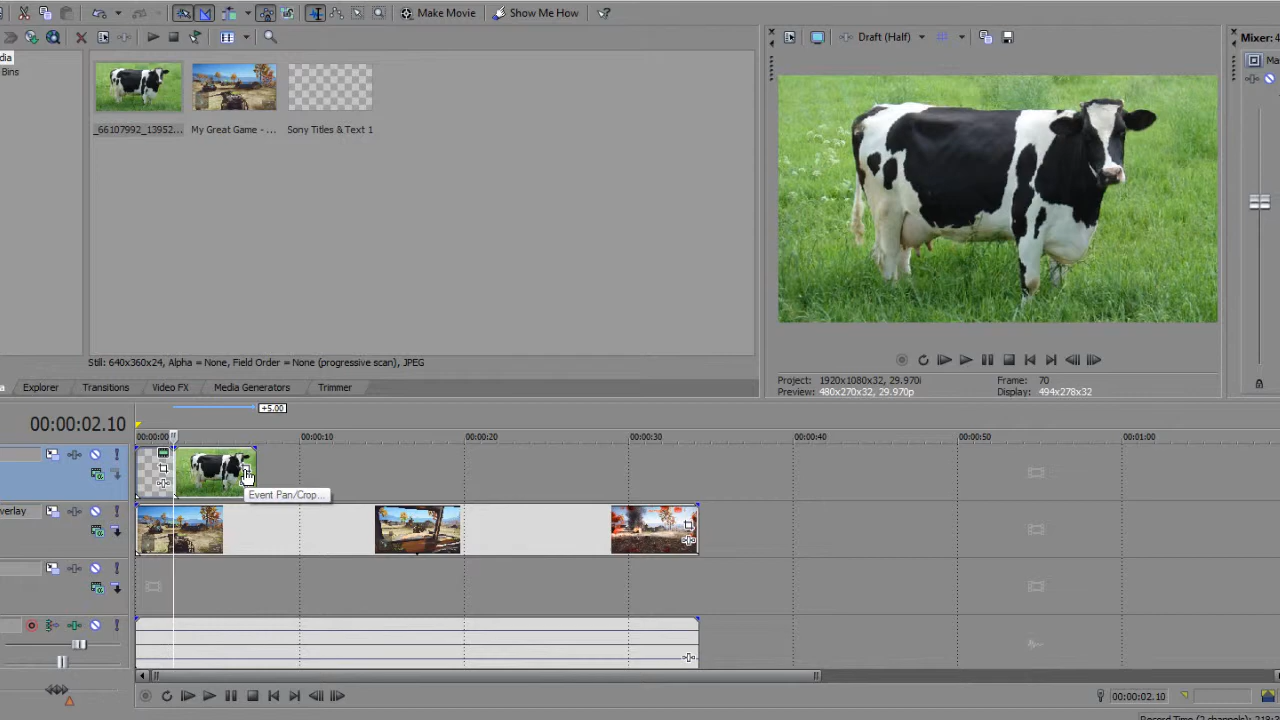 Make Movie
Show Me How
Draft (Half)
Mixer: 4
Ma
dia
Bins
_66107992_13952...
My Great Game - ...
Sony Titles & Text 1
Still: 640x360x24, Alpha = None, Field Order = None (progressive scan), JPEG
a
Explorer
Transitions
Video FX
Media Generators
Trimmer
Project: 1920x1080x32, 29.970i
Frame: 70
Preview: 480x270x32, 29.970p
Display: 494x278x32
00:00:02.10
+5.00
00:00:00
00:00:10
00:00:20
00:00:30
00:00:40
00:00:50
00:01:00
Event Pan/Crop...
verlay
00:00:02.10